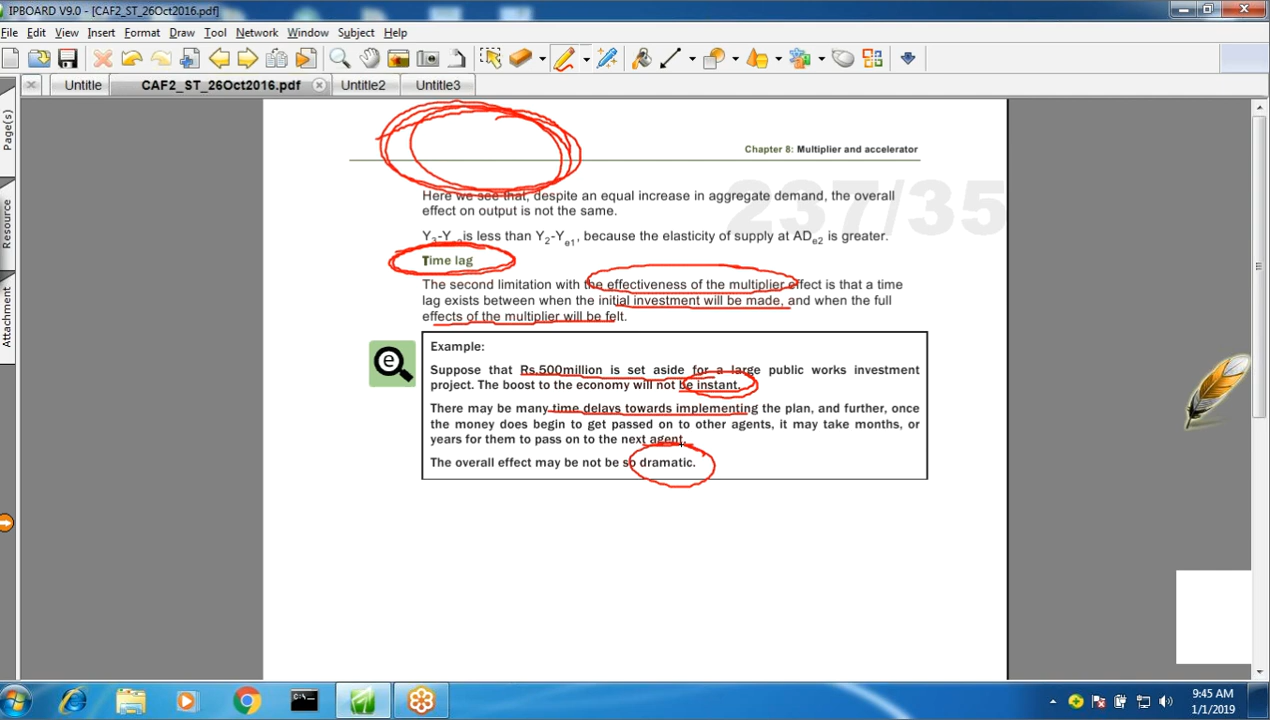 IPBOARD V9.0 - [CAF2_ST_26Oct2016.pdf]
File Edit View Insert Format Draw Tool Network Window Subject Help
Untitle CAF2_ST_26Oct2016.pdf Untitle2 Untitle3
Page(s)
Resource
Attachment
Chapter 8: Multiplier and accelerator
237/35
Here we see that, despite an equal increase in aggregate demand, the overall
effect on output is not the same.
is less than Y2-Ye1, because the elasticity of supply at ADe2 is greater.
Time lag
The second limitation with the effectiveness of the multiplier effect is that a time
lag exists between when the initial investment will be made, and when the full
effects of the multiplier will be felt.
Example:
Suppose that Rs.500million is set aside for a large public works investment
project. The boost to the economy will not be instant.
There may be many time delays towards implementing the plan, and further, once
the money does begin to get passed on to other agents, it may take months, or
years for them to pass on to the next agent.
The overall effect may be not be so dramatic.
9:45 AM
1/1/2019